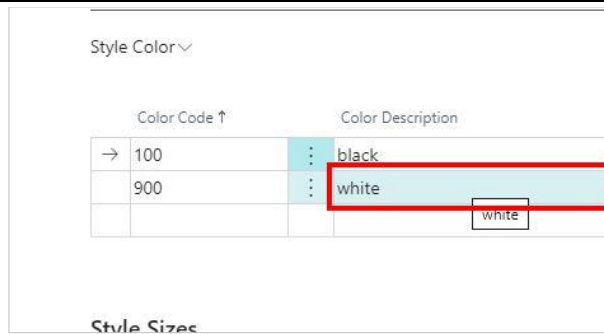 Style Color
Color Code ↑ Color Description
→ 100 ⋮ black
900 ⋮ white
white
Style Sizes